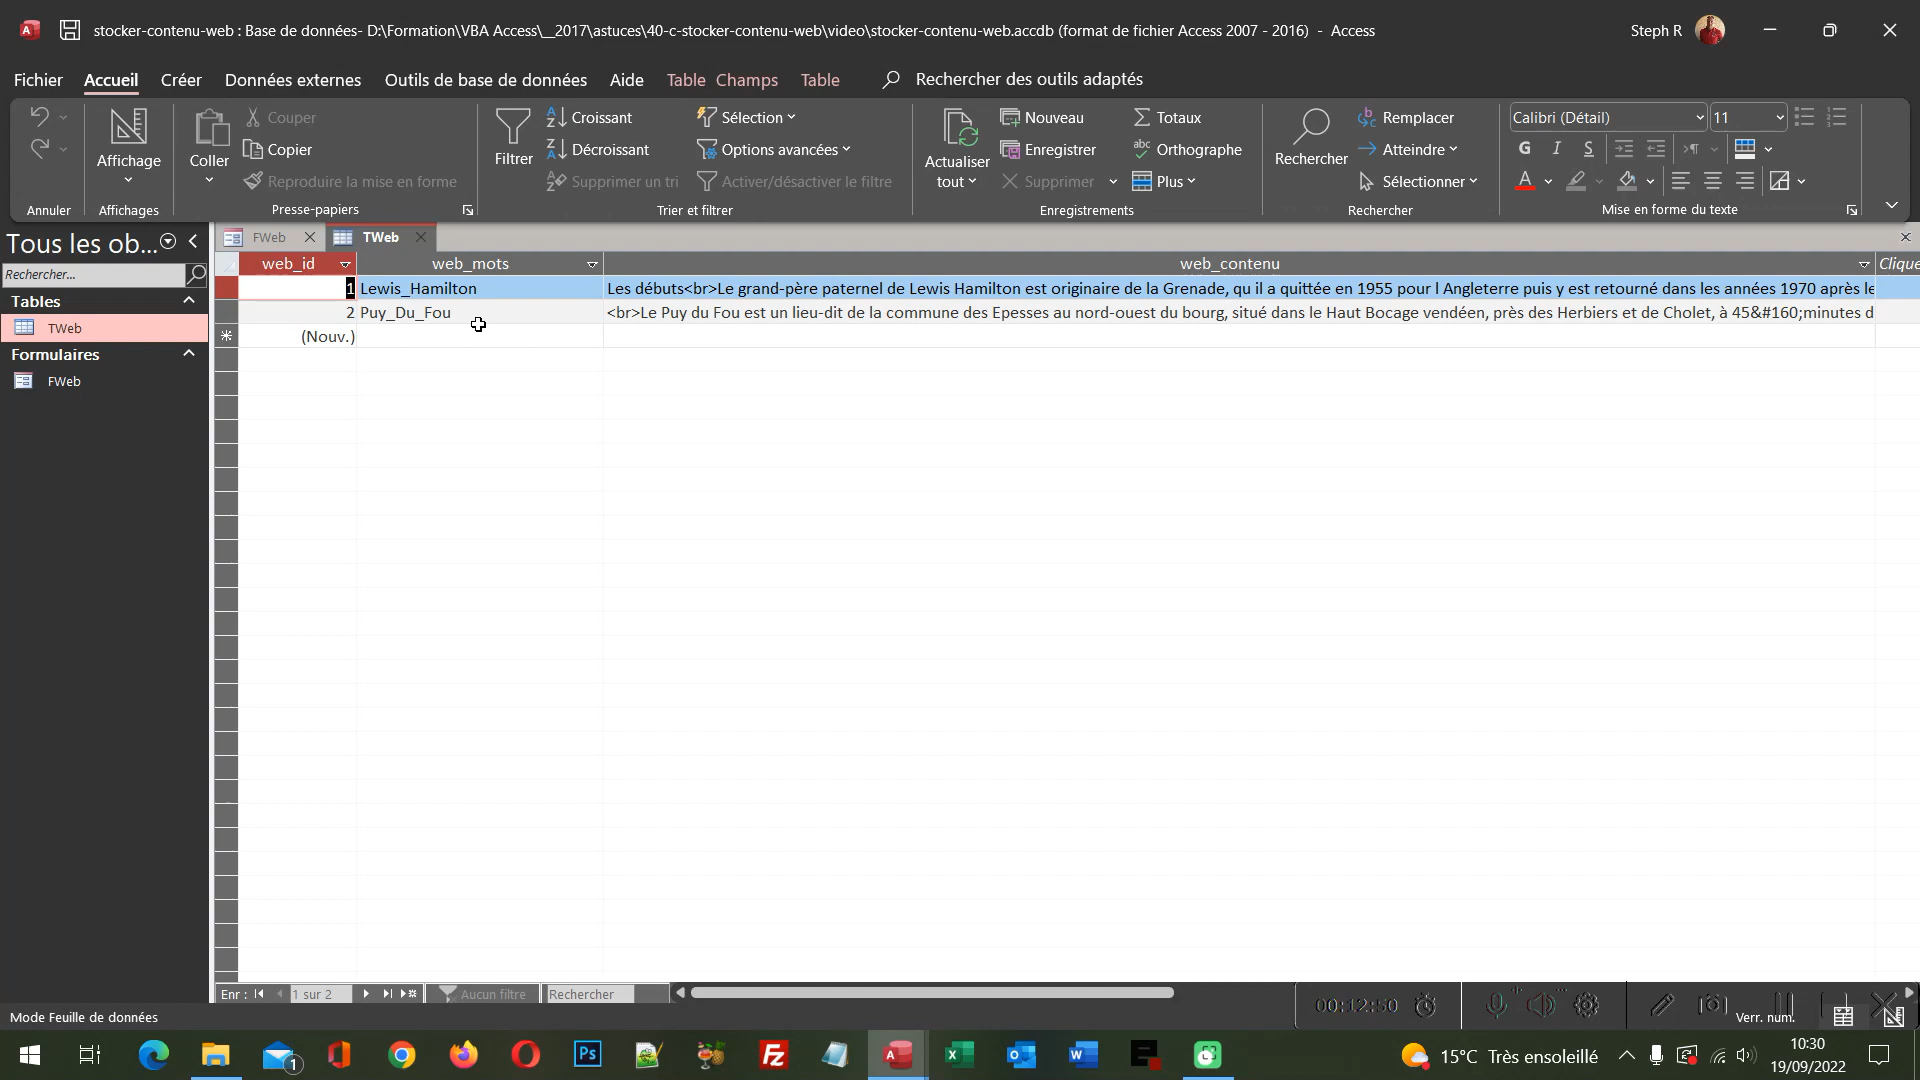 stocker-contenu-web : Base de données- D:\Formation\VBA Access\__2017\astuces\40-c-stocker-contenu-web\video\stocker-contenu-web.accdb (format de fichier Access 2007 - 2016)  -  Access
Steph R
Fichier Accueil Créer Données externes Outils de base de données Aide Table Champs Table Rechercher des outils adaptés
Couper Croissant Sélection Nouveau Totaux Remplacer Calibri (Détail) 11
Affichage Coller Copier Filtrer Décroissant Options avancées Actualiser tout Enregistrer Orthographe Rechercher Atteindre G I S
Reproduire la mise en forme Supprimer un tri Activer/désactiver le filtre Supprimer Plus Sélectionner A
Annuler Affichages Presse-papiers Trier et filtrer Enregistrements Rechercher Mise en forme du texte
Tous les ob...
FWeb TWeb
Rechercher...
web_id web_mots web_contenu Clique
Tables
1 Lewis_Hamilton Les débuts<br>Le grand-père paternel de Lewis Hamilton est originaire de la Grenade, qu il a quittée en 1955 pour l Angleterre puis y est retourné dans les années 1970 après le
TWeb
2 Puy_Du_Fou <br>Le Puy du Fou est un lieu-dit de la commune des Epesses au nord-ouest du bourg, situé dans le Haut Bocage vendéen, près des Herbiers et de Cholet, à 45&#160;minutes d
(Nouv.)
Formulaires
FWeb
Enr : 1 sur 2 Aucun filtre Rechercher
00:12:50
Mode Feuille de données
Verr. num.
1
15°C Très ensoleillé
10:30
19/09/2022